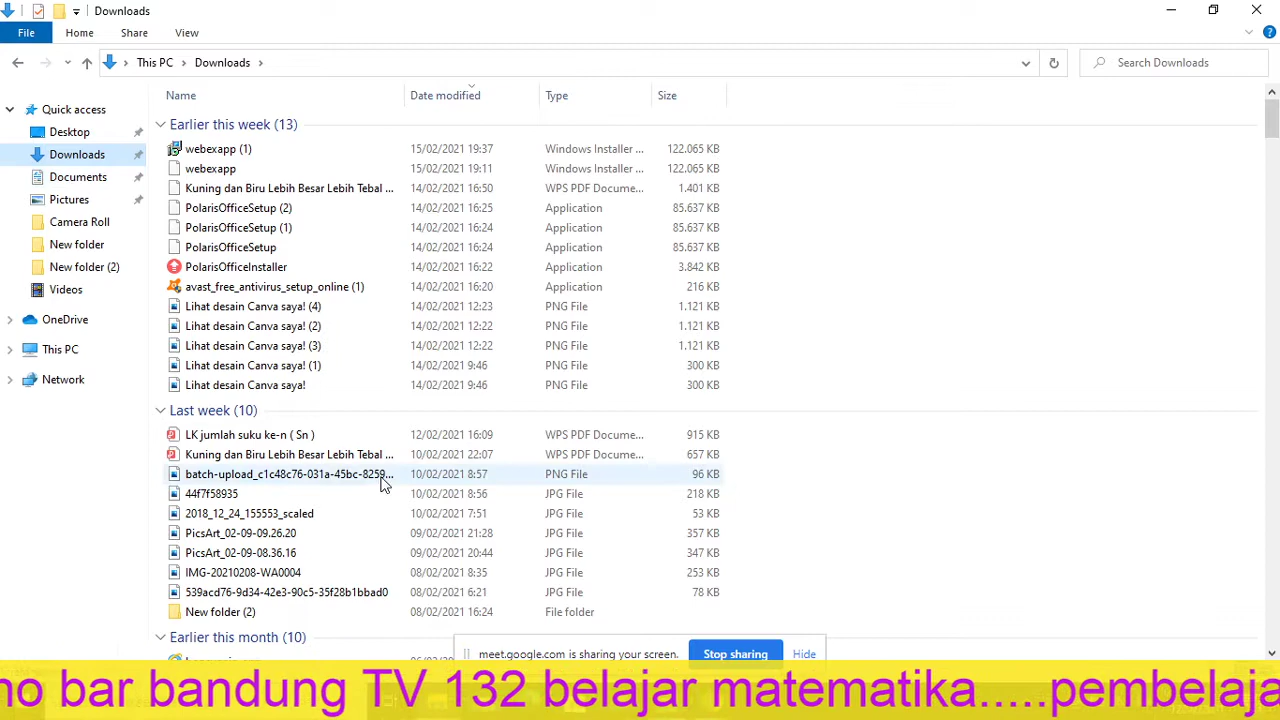 Downloads
File Home Share View
This PC Downloads
Search Downloads
Name Date modified Type Size
Quick access
Desktop
Downloads
Documents
Pictures
Camera Roll
New folder
New folder (2)
Videos
OneDrive
This PC
Network
Earlier this week (13)
webexapp (1) 15/02/2021 19:37 Windows Installer ... 122.065 KB
webexapp 15/02/2021 19:11 Windows Installer ... 122.065 KB
Kuning dan Biru Lebih Besar Lebih Tebal ... 14/02/2021 16:50 WPS PDF Docume... 1.401 KB
PolarisOfficeSetup (2) 14/02/2021 16:25 Application 85.637 KB
PolarisOfficeSetup (1) 14/02/2021 16:24 Application 85.637 KB
PolarisOfficeSetup 14/02/2021 16:24 Application 85.637 KB
PolarisOfficeInstaller 14/02/2021 16:22 Application 3.842 KB
avast_free_antivirus_setup_online (1) 14/02/2021 16:20 Application 216 KB
Lihat desain Canva saya! (4) 14/02/2021 12:23 PNG File 1.121 KB
Lihat desain Canva saya! (2) 14/02/2021 12:22 PNG File 1.121 KB
Lihat desain Canva saya! (3) 14/02/2021 12:22 PNG File 1.121 KB
Lihat desain Canva saya! (1) 14/02/2021 9:46 PNG File 300 KB
Lihat desain Canva saya! 14/02/2021 9:46 PNG File 300 KB
Last week (10)
LK jumlah suku ke-n ( Sn ) 12/02/2021 16:09 WPS PDF Docume... 915 KB
Kuning dan Biru Lebih Besar Lebih Tebal ... 10/02/2021 22:07 WPS PDF Docume... 657 KB
batch-upload_c1c48c76-031a-45bc-8259... 10/02/2021 8:57 PNG File 96 KB
44f7f58935 10/02/2021 8:56 JPG File 218 KB
2018_12_24_155553_scaled 10/02/2021 7:51 JPG File 53 KB
PicsArt_02-09-09.26.20 09/02/2021 21:28 JPG File 357 KB
PicsArt_02-09-08.36.16 09/02/2021 20:44 JPG File 347 KB
IMG-20210208-WA0004 08/02/2021 8:35 JPG File 253 KB
539acd76-9d34-42e3-90c5-35f28b1bbad0 08/02/2021 6:21 JPG File 78 KB
New folder (2) 08/02/2021 16:24 File folder
Earlier this month (10)
meet.google.com is sharing your screen. Stop sharing Hide
no bar bandung TV 132 belajar matematika.....pembelaja